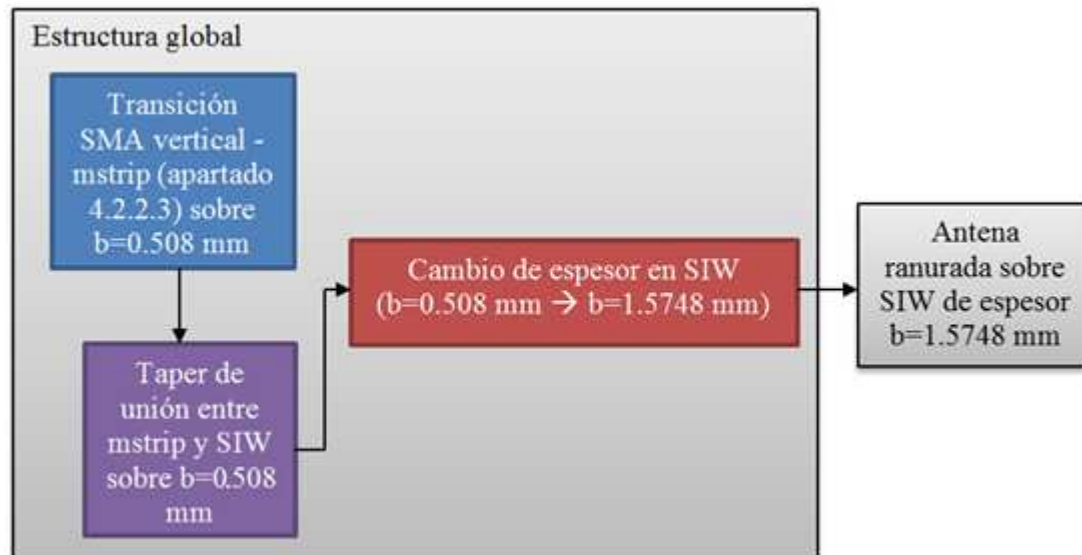 Estructura global
Transición
SMA vertical -
mstrip (apartado
4.2.2.3) sobre
b=0.508 mm
Taper de
unión entre
mstrip y SIW
sobre b=0.508
mm
Cambio de espesor en SIW
(b=0.508 mm → b=1.5748 mm)
Antena
ranurada sobre
SIW de espesor
b=1.5748 mm